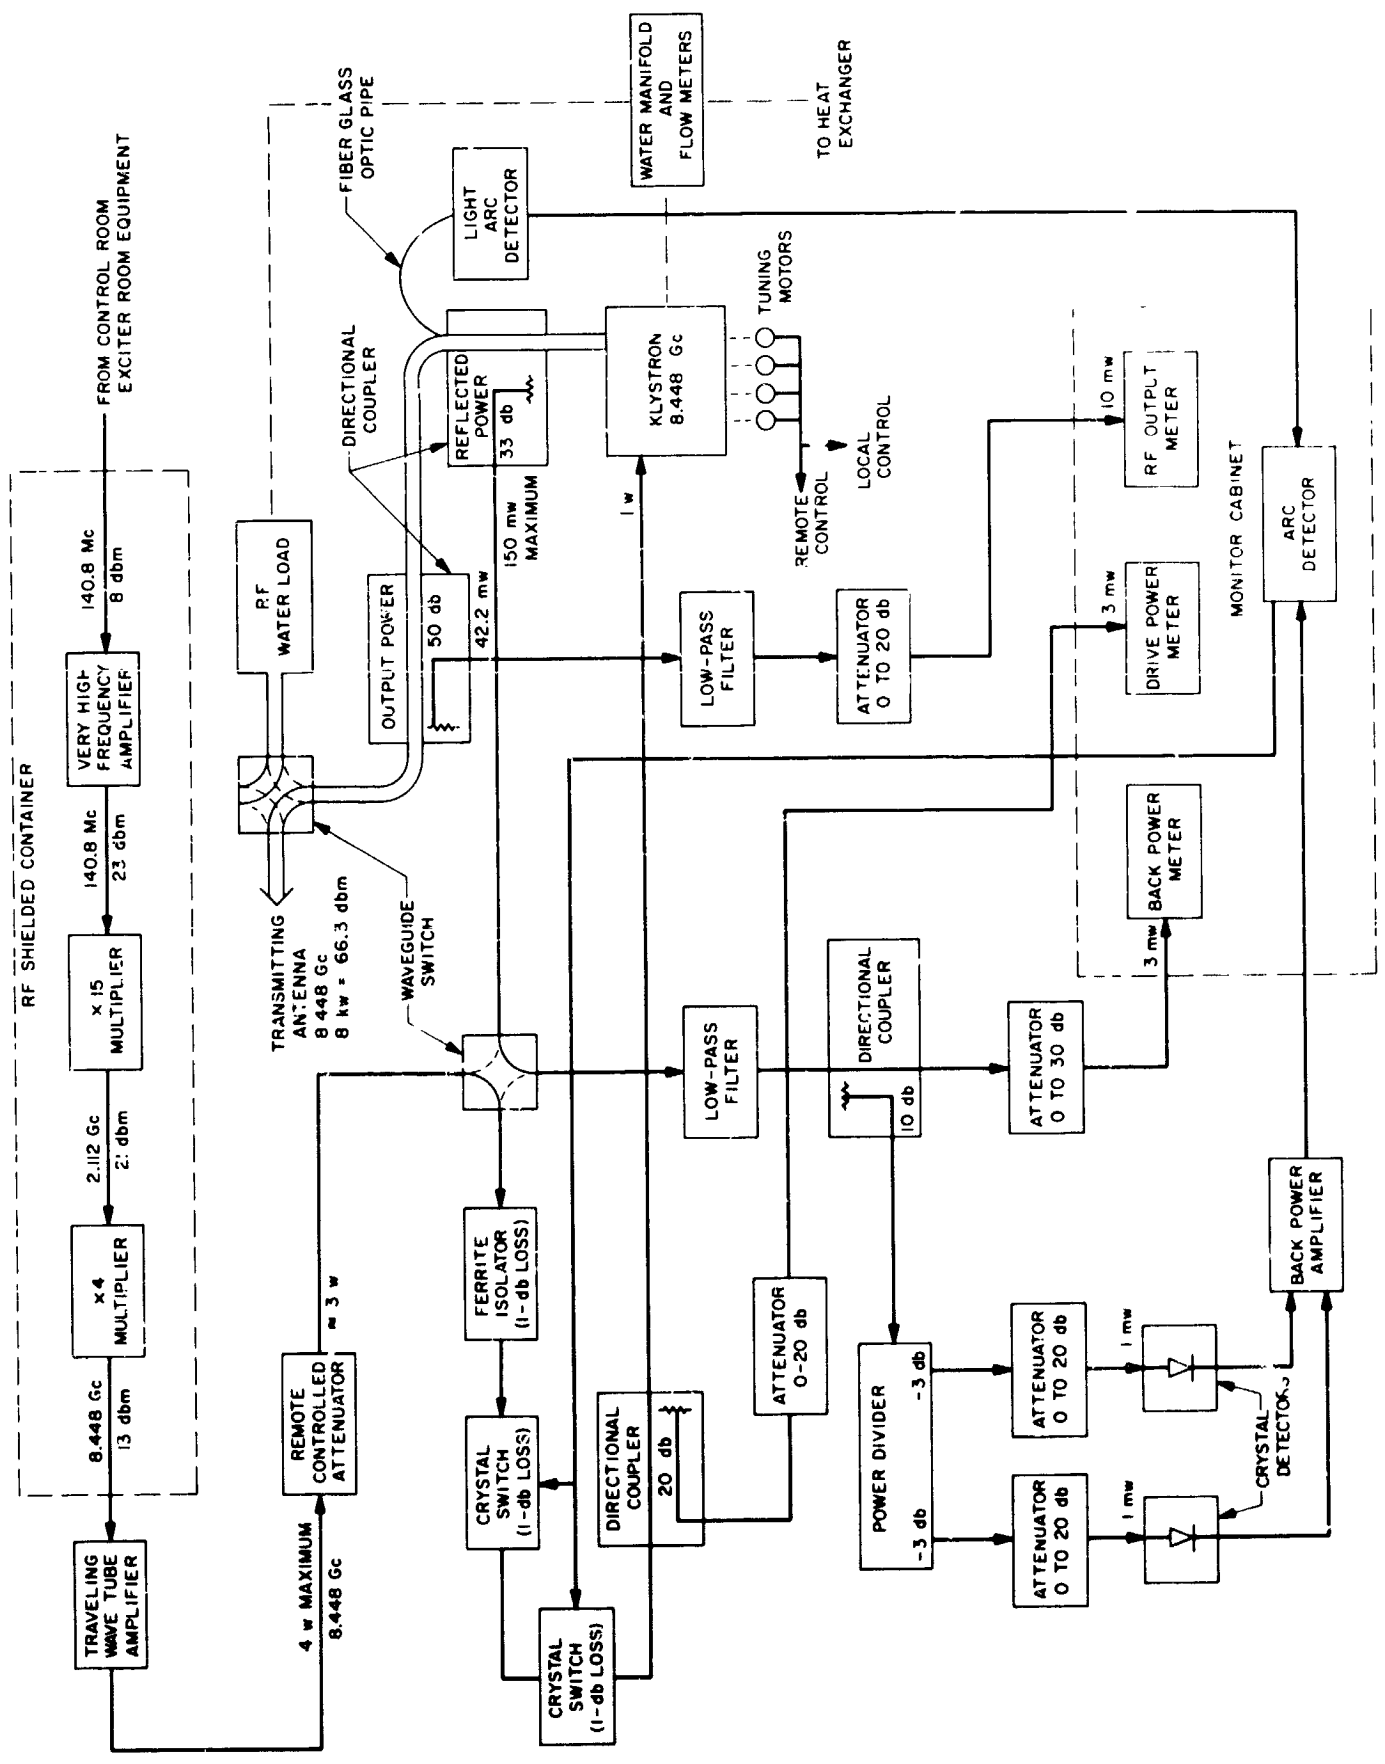 FROM CONTROL ROOM
EXCITER ROOM EQUIPMENT
RF SHIELDED CONTAINER
140.8 Mc
8 dbm
VERY HIGH
FREQUENCY
AMPLIFIER
140.8 Mc
23 dbm
x 15
MULTIPLIER
2.112 Gc
dbm
x4
MULTIPLIER
8.448 Gc
13 dbm
TRAVELING
WAVE TUBE
AMPLIFIER
4 w MAXIMUM
8.448 Gc
REMOTE
CONTROLLED
ATTENUATOR
≈ 3 w
TRANSMITTING
ANTENNA
8 448 Gc
8 kw = 66.3 dbm
WAVEGUIDE
SWITCH
RF
WATER LOAD
FIBER GLASS
OPTIC PIPE
DIRECTIONAL
COUPLER
LIGHT
ARC
DETECTOR
WATER MANIFOLD
AND
FLOW METERS
TO HEAT
EXCHANGER
OUTPUT POWER
50 db
42.2 mw
REFLECTED
POWER
33 db
150 mw
MAXIMUM
KLYSTRON
8.448 Gc
1 w
TUNING
MOTORS
REMOTE
CONTROL
LOCAL
CONTROL
FERRITE
ISOLATOR
(1-db LOSS)
CRYSTAL
SWITCH
(1-db LOSS)
CRYSTAL
SWITCH
(1-db LOSS)
DIRECTIONAL
COUPLER
20 db
LOW-PASS
FILTER
LOW-PASS
FILTER
ATTENUATOR
0-20 db
ATTENUATOR
0 TO 20 db
DIRECTIONAL
COUPLER
10 db
POWER DIVIDER
-3 db
-3 db
ATTENUATOR
0 TO 30 db
ATTENUATOR
0 TO 20 db
ATTENUATOR
0 TO 20 db
1 mw
1 mw
CRYSTAL
DETECTORS
BACK POWER
AMPLIFIER
3 mw
BACK POWER
METER
3 mw
DRIVE POWER
METER
10 mw
RF OUTPUT
METER
MONITOR CABINET
ARC
DETECTOR